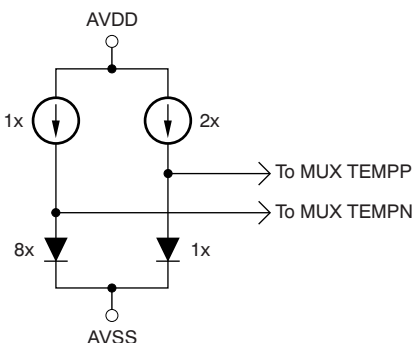 AVDD
1x
2x
To MUX TEMPP
To MUX TEMPN
8x
1x
AVSS